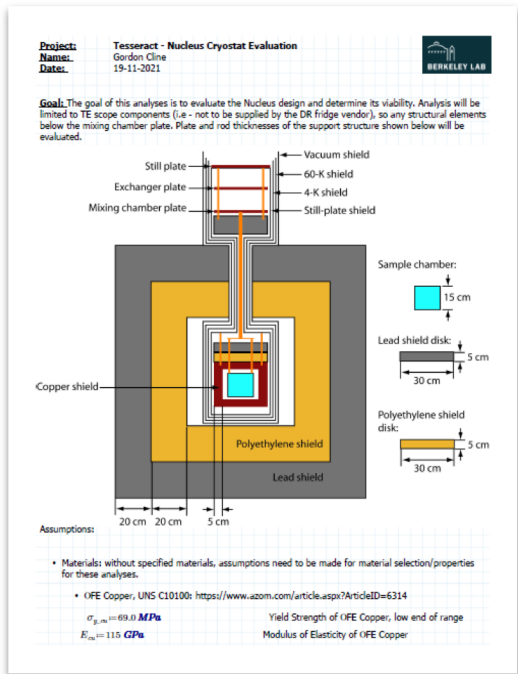 Project: Tesseract - Nucleus Cryostat Evaluation
Name: Gordon Cline
Date: 19-11-2021
BERKELEY LAB
Goal: The goal of this analyses is to evaluate the Nucleus design and determine its viability. Analysis will be
limited to TE scope components (i.e - not to be supplied by the DR fridge vendor), so any structural elements
below the mixing chamber plate. Plate and rod thicknesses of the support structure shown below will be
evaluated.
Still plate
Exchanger plate
Mixing chamber plate
Vacuum shield
60-K shield
4-K shield
Still-plate shield
Sample chamber:
15 cm
Lead shield disk:
5 cm
30 cm
Copper shield
Polyethylene shield
disk:
5 cm
30 cm
Polyethylene shield
Lead shield
20 cm 20 cm 5 cm
Assumptions:
• Materials: without specified materials, assumptions need to be made for material selection/properties
for these analyses.
• OFE Copper, UNS C10100: https://www.azom.com/article.aspx?ArticleID=6314
σ_y_cu := 69.0 MPa Yield Strength of OFE Copper, low end of range
E_cu := 115 GPa Modulus of Elasticity of OFE Copper